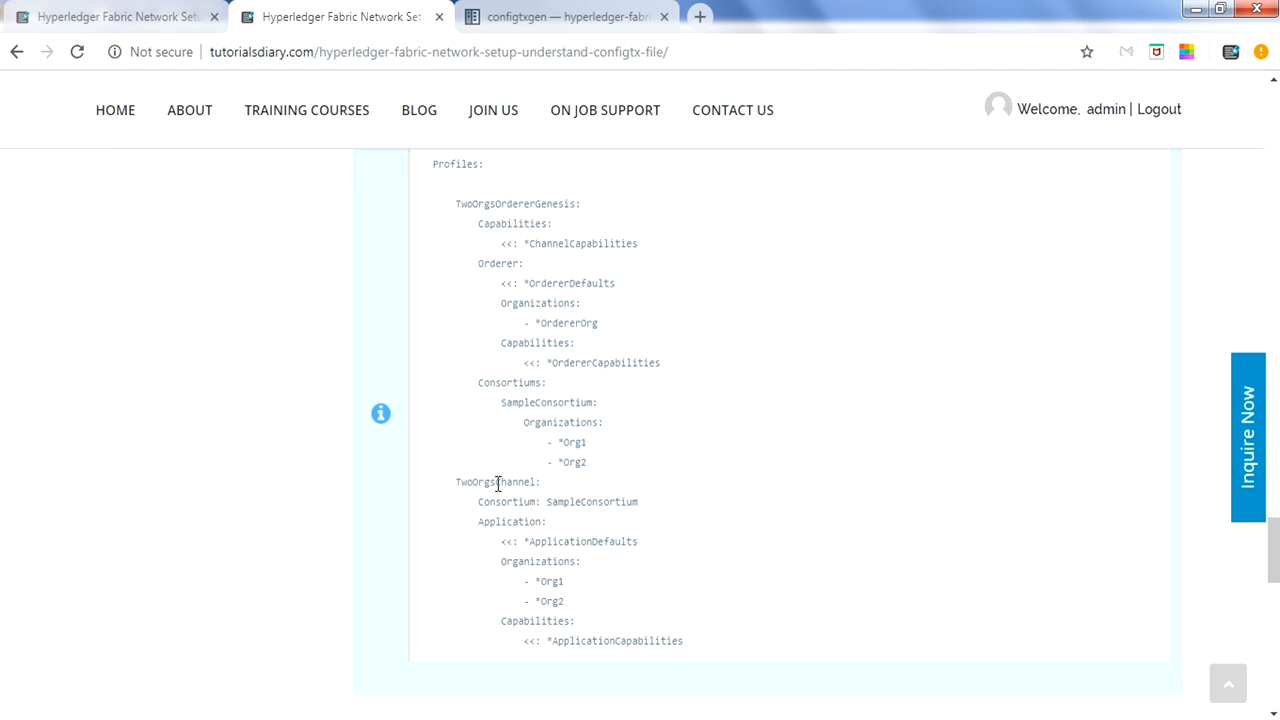 Hyperledger Fabric Network Set
Hyperledger Fabric Network Set
configtxgen — hyperledger-fabri
Not secure
tutorialsdiary.com/hyperledger-fabric-network-setup-understand-configtx-file/
HOME
ABOUT
TRAINING COURSES
BLOG
JOIN US
ON JOB SUPPORT
CONTACT US
Welcome, admin | Logout
Profiles:
TwoOrgsOrdererGenesis:
Capabilities:
<<: *ChannelCapabilities
Orderer:
<<: *OrdererDefaults
Organizations:
- *OrdererOrg
Capabilities:
<<: *OrdererCapabilities
Consortiums:
SampleConsortium:
Organizations:
- *Org1
- *Org2
TwoOrgsChannel:
Consortium: SampleConsortium
Application:
<<: *ApplicationDefaults
Organizations:
- *Org1
- *Org2
Capabilities:
<<: *ApplicationCapabilities
Inquire Now